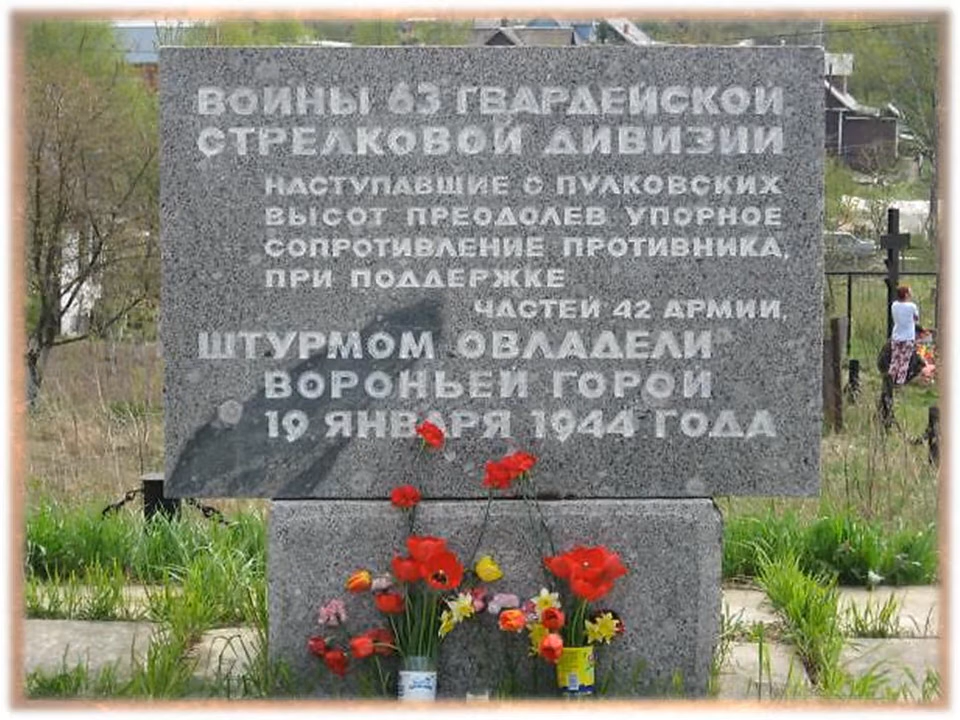 ВОИНЫ 63 ГВАРДЕЙСКОЙ
СТРЕЛКОВОЙ ДИВИЗИИ
НАСТУПАВШИЕ С ПУЛКОВСКИХ
ВЫСОТ ПРЕОДОЛЕВ УПОРНОЕ
СОПРОТИВЛЕНИЕ ПРОТИВНИКА,
ПРИ ПОДДЕРЖКЕ
ЧАСТЕЙ 42 АРМИИ,
ШТУРМОМ ОВЛАДЕЛИ
ВОРОНЬЕЙ ГОРОЙ
19 ЯНВАРЯ 1944 ГОДА